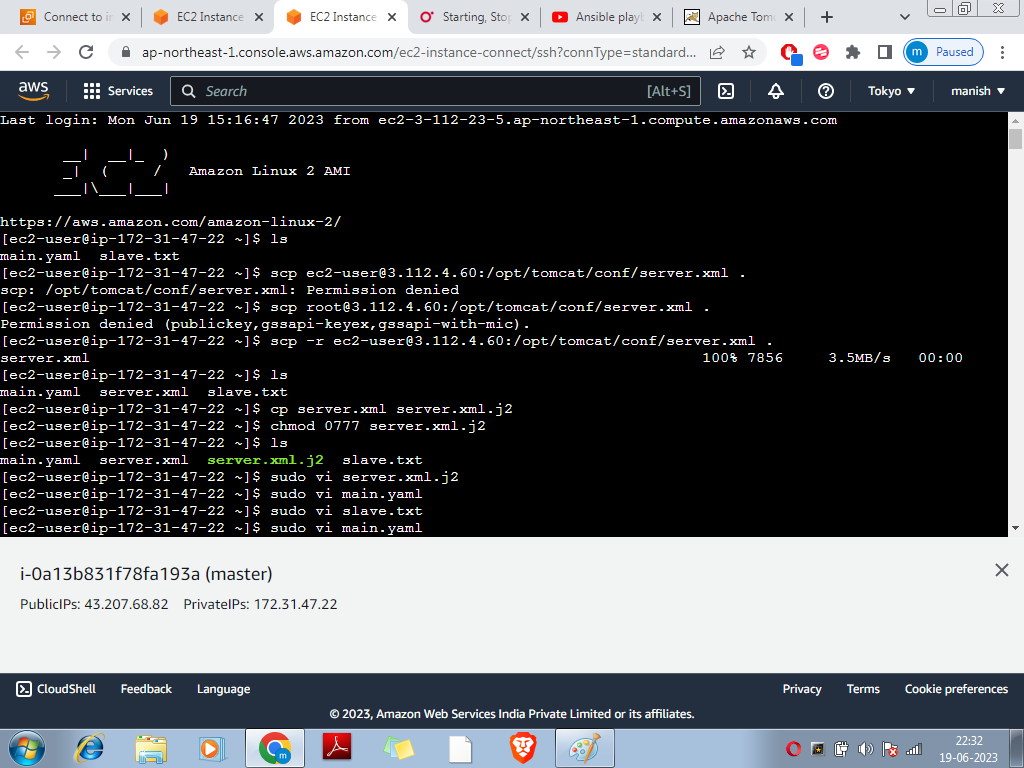 Connect to in
EC2 Instance
EC2 Instance
Starting, Stop
Ansible playl
Apache Tom
ap-northeast-1.console.aws.amazon.com/ec2-instance-connect/ssh?connType=standard...
m Paused
aws
Services
Search
[Alt+S]
Tokyo ▼
manish ▼
Last login: Mon Jun 19 15:16:47 2023 from ec2-3-112-23-5.ap-northeast-1.compute.amazonaws.com
       __|  __|_  )
       _|  (     /   Amazon Linux 2 AMI
      ___|\___|___|
https://aws.amazon.com/amazon-linux-2/
[ec2-user@ip-172-31-47-22 ~]$ ls
main.yaml  slave.txt
[ec2-user@ip-172-31-47-22 ~]$ scp ec2-user@3.112.4.60:/opt/tomcat/conf/server.xml .
scp: /opt/tomcat/conf/server.xml: Permission denied
[ec2-user@ip-172-31-47-22 ~]$ scp root@3.112.4.60:/opt/tomcat/conf/server.xml .
Permission denied (publickey,gssapi-keyex,gssapi-with-mic).
[ec2-user@ip-172-31-47-22 ~]$ scp -r ec2-user@3.112.4.60:/opt/tomcat/conf/server.xml .
server.xml 100% 7856 3.5MB/s 00:00
[ec2-user@ip-172-31-47-22 ~]$ ls
main.yaml  server.xml  slave.txt
[ec2-user@ip-172-31-47-22 ~]$ cp server.xml server.xml.j2
[ec2-user@ip-172-31-47-22 ~]$ chmod 0777 server.xml.j2
[ec2-user@ip-172-31-47-22 ~]$ ls
main.yaml  server.xml  server.xml.j2  slave.txt
[ec2-user@ip-172-31-47-22 ~]$ sudo vi server.xml.j2
[ec2-user@ip-172-31-47-22 ~]$ sudo vi main.yaml
[ec2-user@ip-172-31-47-22 ~]$ sudo vi slave.txt
[ec2-user@ip-172-31-47-22 ~]$ sudo vi main.yaml
i-0a13b831f78fa193a (master)
PublicIPs: 43.207.68.82 PrivateIPs: 172.31.47.22
CloudShell Feedback Language Privacy Terms Cookie preferences
© 2023, Amazon Web Services India Private Limited or its affiliates.
22:32
19-06-2023